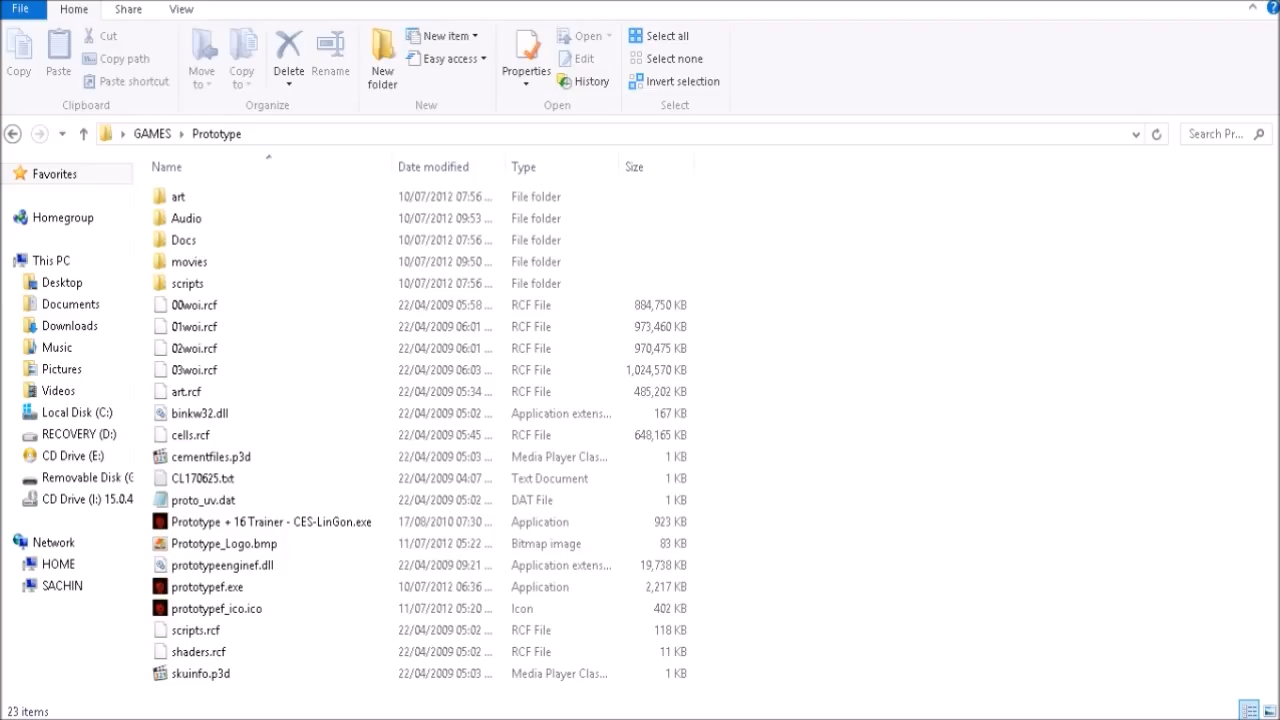 File Home Share View
Copy Paste Cut Copy path Paste shortcut
Clipboard
Move to Copy to Delete Rename
Organize
New folder New item Easy access
New
Properties Open Edit History
Open
Select all Select none Invert selection
Select
GAMES Prototype
Search Pr...
Favorites
Homegroup
This PC
Desktop
Documents
Downloads
Music
Pictures
Videos
Local Disk (C:)
RECOVERY (D:)
CD Drive (E:)
Removable Disk (G
CD Drive (I:) 15.0.4
Network
HOME
SACHIN
Name Date modified Type Size
art 10/07/2012 07:56 ... File folder
Audio 10/07/2012 09:53 ... File folder
Docs 10/07/2012 07:56 ... File folder
movies 10/07/2012 09:50 ... File folder
scripts 10/07/2012 07:56 ... File folder
00woi.rcf 22/04/2009 05:58 ... RCF File 884,750 KB
01woi.rcf 22/04/2009 06:01 ... RCF File 973,460 KB
02woi.rcf 22/04/2009 06:01 ... RCF File 970,475 KB
03woi.rcf 22/04/2009 06:03 ... RCF File 1,024,570 KB
art.rcf 22/04/2009 05:34 ... RCF File 485,202 KB
binkw32.dll 22/04/2009 05:02 ... Application extens... 167 KB
cells.rcf 22/04/2009 05:45 ... RCF File 648,165 KB
cementfiles.p3d 22/04/2009 05:03 ... Media Player Clas... 1 KB
CL170625.txt 22/04/2009 04:07 ... Text Document 1 KB
proto_uv.dat 22/04/2009 05:02 ... DAT File 1 KB
Prototype + 16 Trainer - CES-LinGon.exe 17/08/2010 07:30 ... Application 923 KB
Prototype_Logo.bmp 11/07/2012 05:22 ... Bitmap image 83 KB
prototypeenginef.dll 22/04/2009 09:21 ... Application extens... 19,738 KB
prototypef.exe 10/07/2012 06:36 ... Application 2,217 KB
prototypef_ico.ico 11/07/2012 05:20 ... Icon 402 KB
scripts.rcf 22/04/2009 05:02 ... RCF File 118 KB
shaders.rcf 22/04/2009 05:02 ... RCF File 11 KB
skuinfo.p3d 22/04/2009 05:03 ... Media Player Clas... 1 KB
23 items